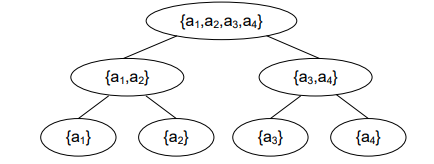 {a₁,a₂,a₃,a₄}
{a₁,a₂} {a₃,a₄}
{a₁} {a₂} {a₃} {a₄}